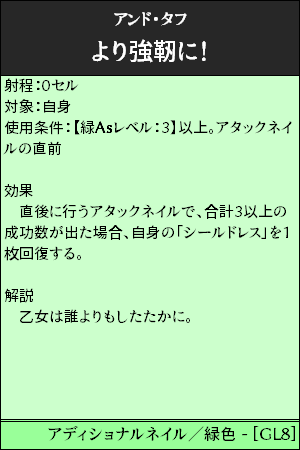 アンド・タフ
より強靭に!
射程:0セル
対象:自身
使用条件:【緑Asレベル:3】以上。アタックネイ
ルの直前
効果
　直後に行うアタックネイルで、合計3以上の
成功数が出た場合、自身の「シールドレス」を1
枚回復する。
解説
　乙女は誰よりもしたたかに。
アディショナルネイル／緑色 - [GL8]